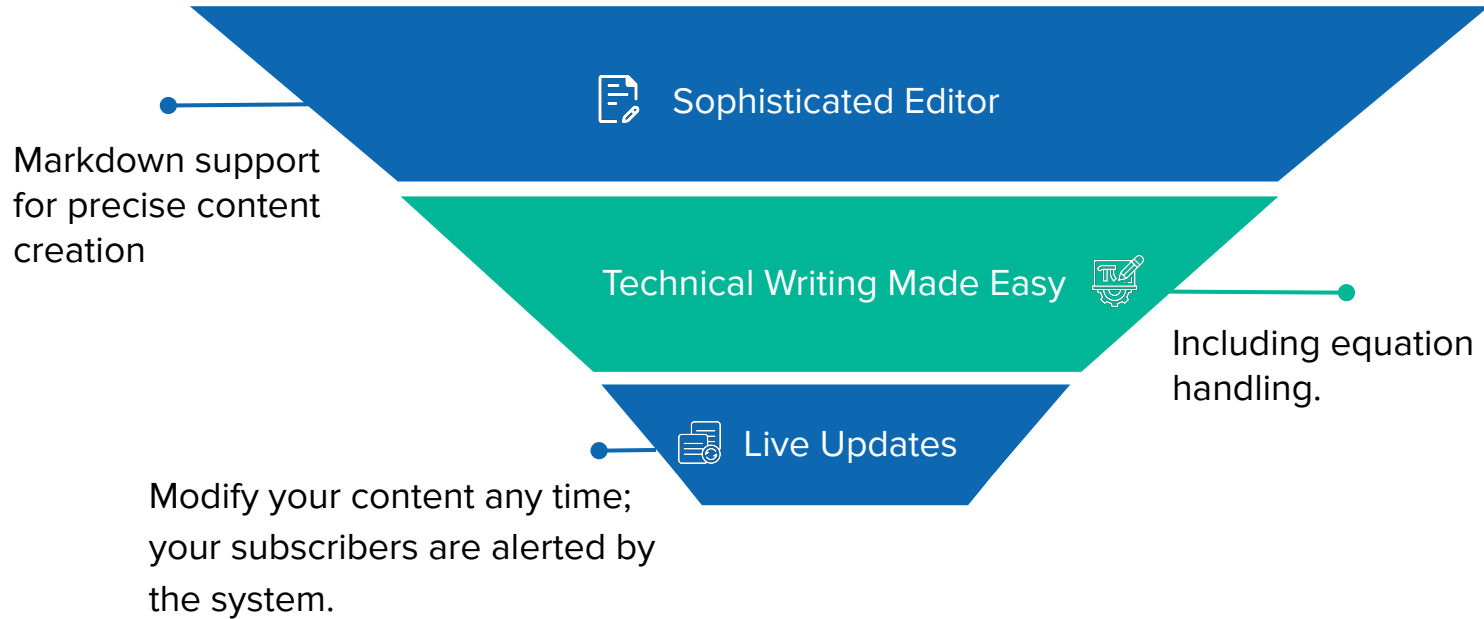 Sophisticated Editor
Markdown support
for precise content
creation
Technical Writing Made Easy
Including equation
handling.
Live Updates
Modify your content any time;
your subscribers are alerted by
the system.